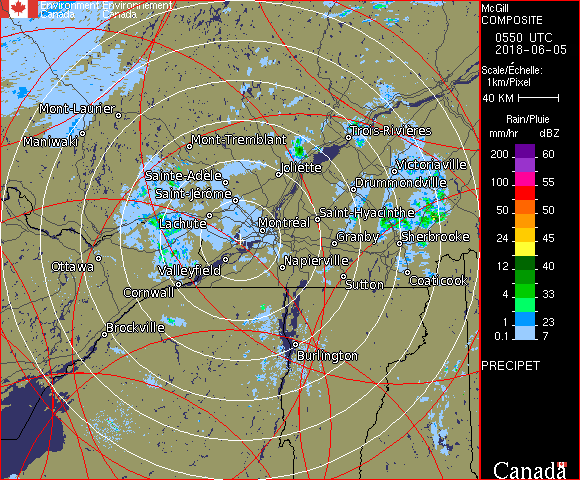 Environment Environnement
Canada Canada
McGill
COMPOSITE
0550 UTC
2018-06-05
Scale/Échelle:
1km/Pixel
40 KM
Rain/Pluie
mm/hr dBZ
200 60
150 57
100 55
50 50
24 45
12 40
4 33
1 23
0.1 7
PRECIPET
Canada
Mont-Laurier
Maniwaki
Mont-Tremblant
Trois-Rivières
Joliette
Victoriaville
Sainte-Adèle
Drummondville
Saint-Jérôme
Saint-Hyacinthe
Lachute
Montréal
Granby
Sherbrooke
Ottawa
Valleyfield
Napierville
Sutton
Coaticook
Cornwall
Brockville
Burlington